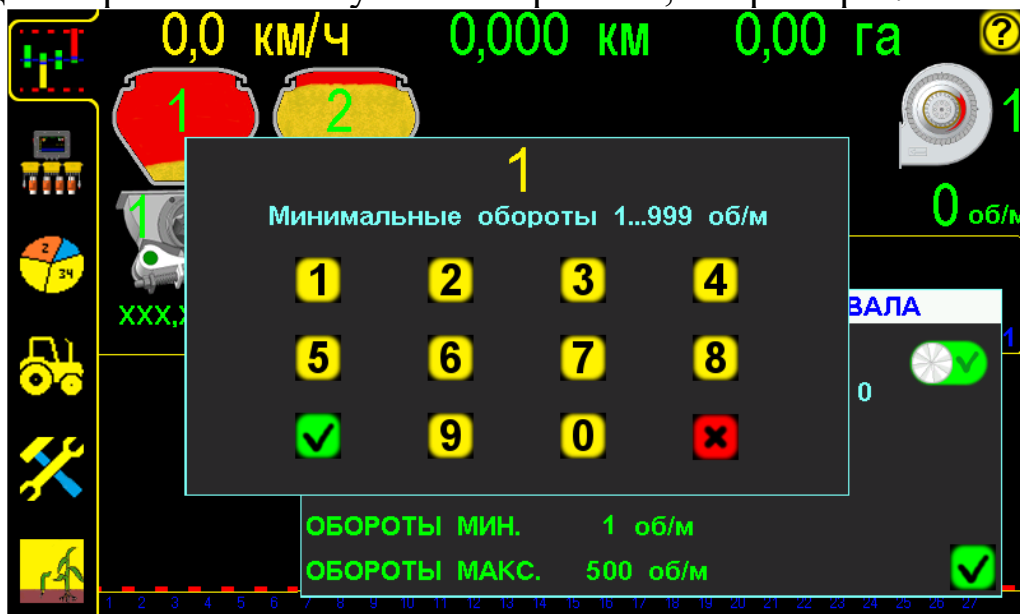 0,0 км/ч 0,000 км 0,00 га ?
1 2 1
1
Минимальные обороты 1...999 об/м
1
0 об/м
1 2 3 4
2 34
ВАЛА
5 6 7 8
1
0
9 0
ОБОРОТЫ МИН. 1 об/м
ОБОРОТЫ МАКС. 500 об/м
1 2 3 4 5 6 7 8 9 10 11 12 13 14 15 16 17 18 19 20 21 22 23 24 25 26 27